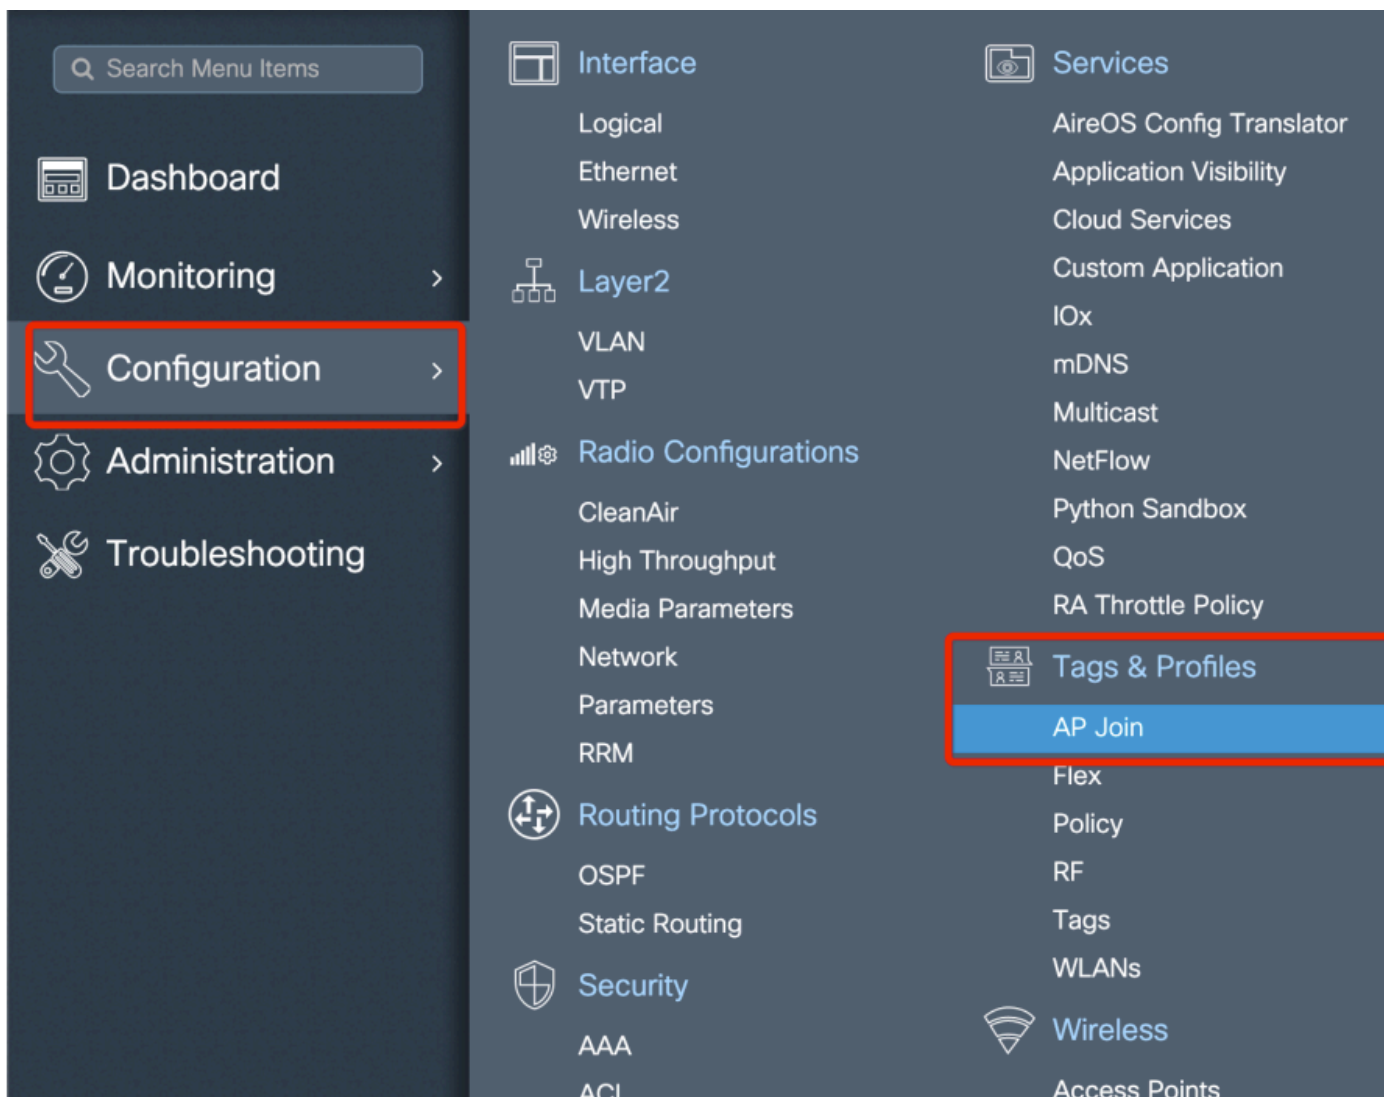 Search Menu Items
Dashboard
Monitoring
Configuration
Administration
Troubleshooting
Interface
Logical
Ethernet
Wireless
Layer2
VLAN
VTP
Radio Configurations
CleanAir
High Throughput
Media Parameters
Network
Parameters
RRM
Routing Protocols
OSPF
Static Routing
Security
AAA
ACL
Services
AireOS Config Translator
Application Visibility
Cloud Services
Custom Application
IOx
mDNS
Multicast
NetFlow
Python Sandbox
QoS
RA Throttle Policy
Tags & Profiles
AP Join
Flex
Policy
RF
Tags
WLANs
Wireless
Access Points